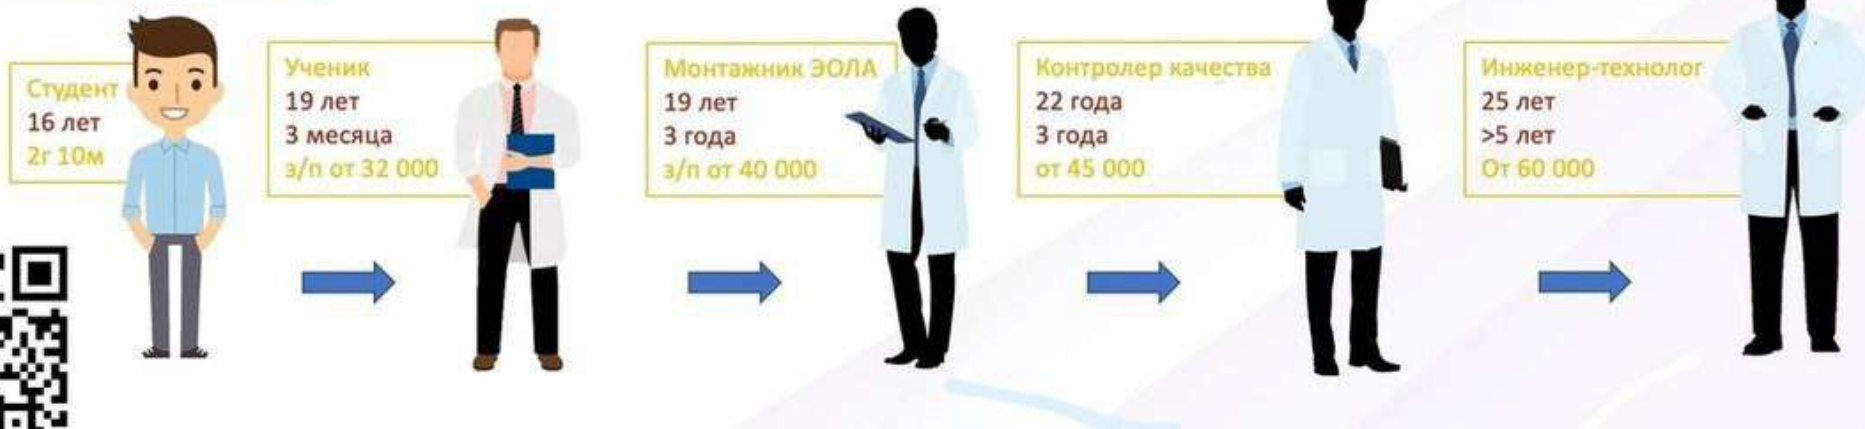 Студент
16 лет
2г 10м
Ученик
19 лет
3 месяца
з/п от 32 000
Монтажник ЭОЛА
19 лет
3 года
з/п от 40 000
Контролер качества
22 года
3 года
от 45 000
Инженер-технолог
25 лет
>5 лет
От 60 000